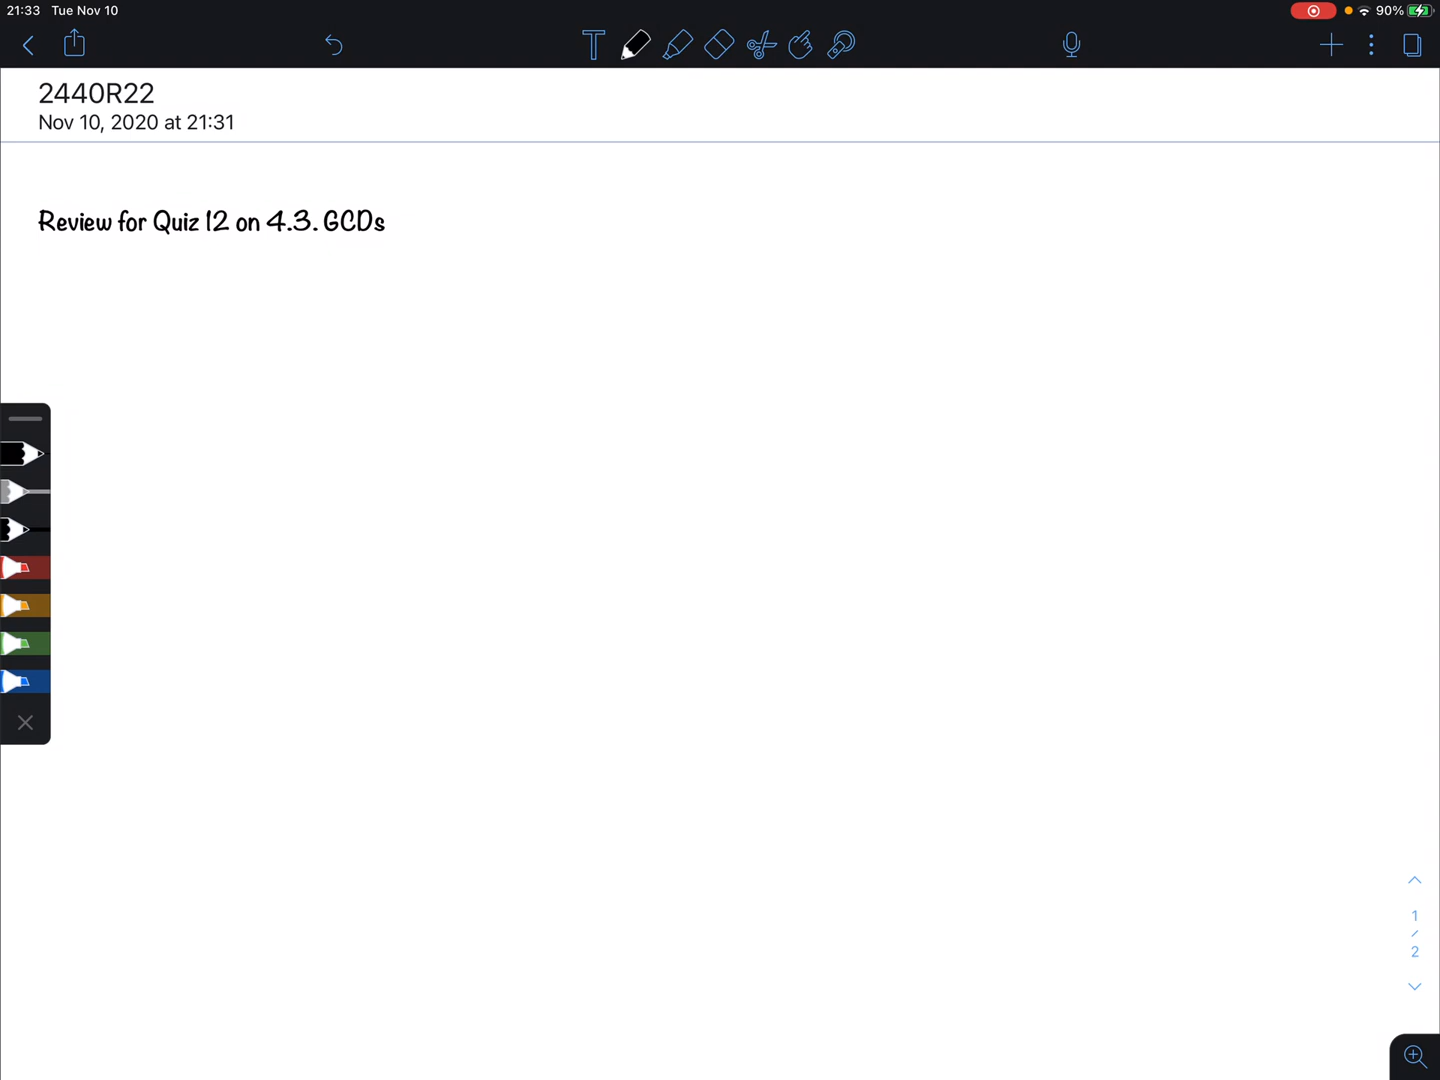 21:33 Tue Nov 10
90%
2440R22
Nov 10, 2020 at 21:31
Review for Quiz 12 on 4.3. GCDs
1
/
2